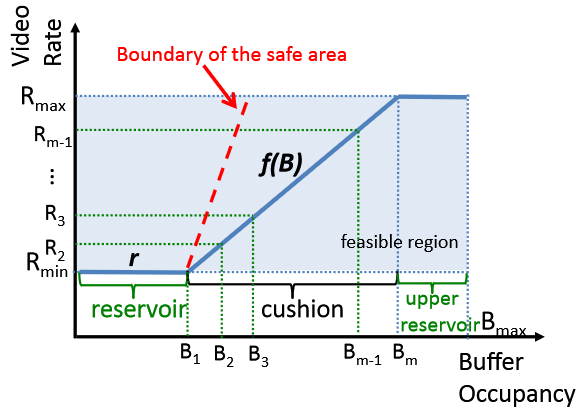 Video
Rate
Boundary of the safe area
Rmax
Rm-1
...
f(B)
R3
R2
feasible region
Rmin
r
reservoir
cushion
upper
reservoir
Bmax
B1
B2
B3
Bm-1
Bm
Buffer
Occupancy